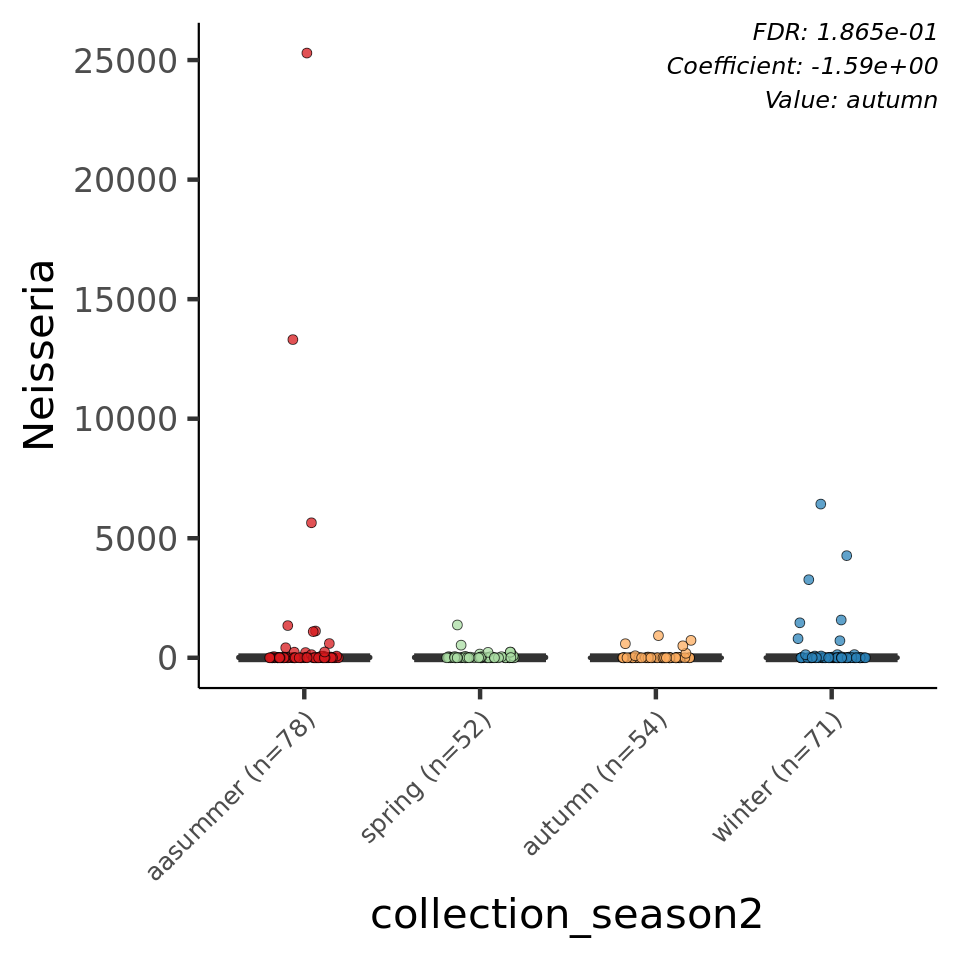 FDR: 1.865e-01
Coefficient: -1.59e+00
Value: autumn
25000
20000
15000
10000
5000
0
Neisseria
aasummer (n=78)
spring (n=52)
autumn (n=54)
winter (n=71)
collection_season2